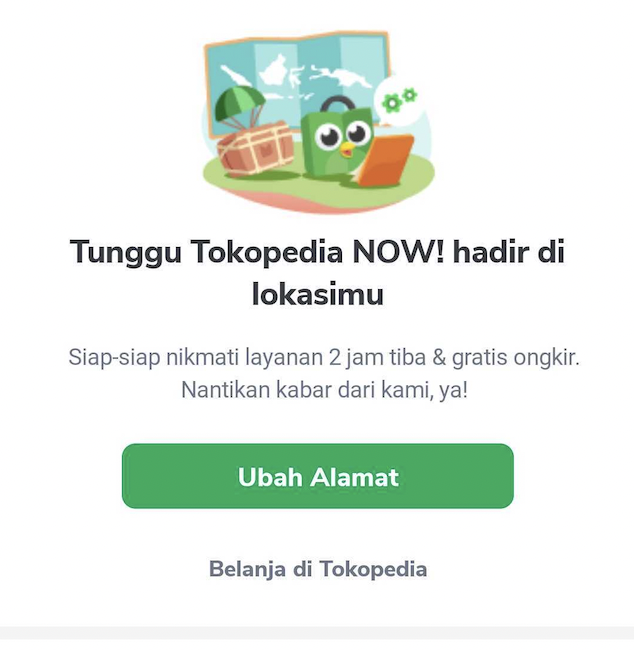 Tunggu Tokopedia NOW! hadir di
lokasimu
Siap-siap nikmati layanan 2 jam tiba & gratis ongkir.
Nantikan kabar dari kami, ya!
Ubah Alamat
Belanja di Tokopedia